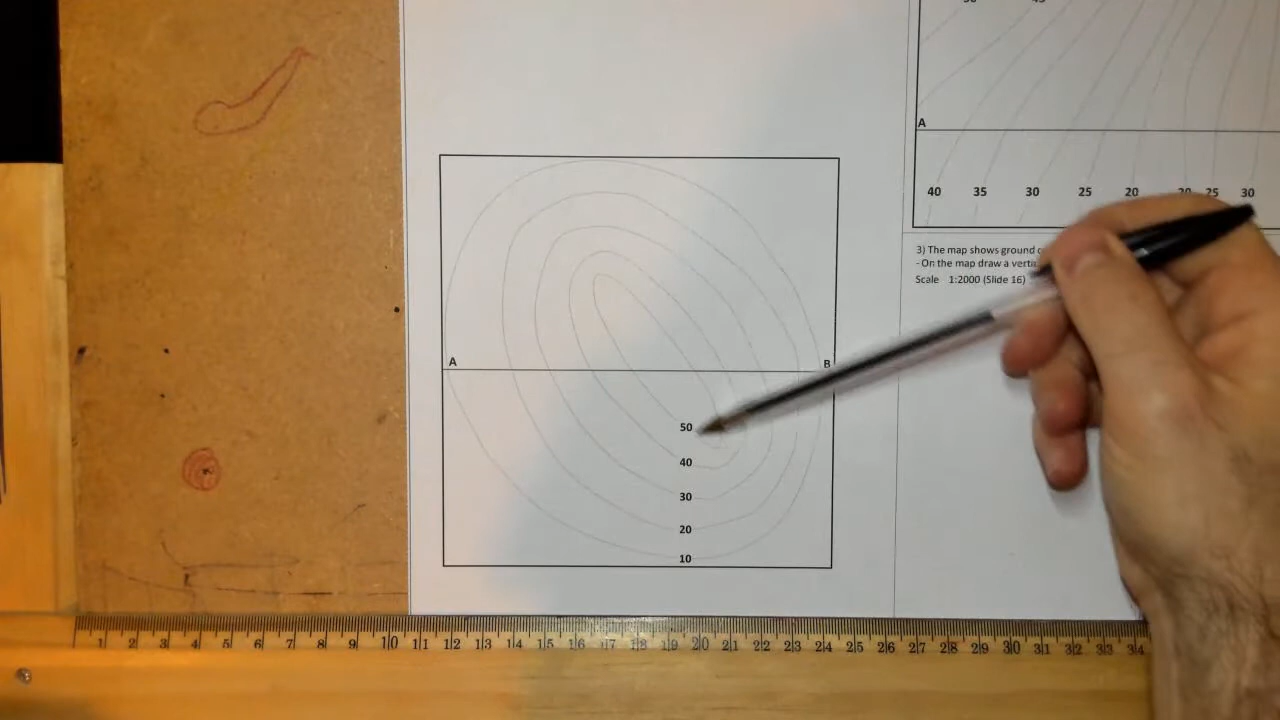 A
B
50
40
30
20
10
A
40 35 30 25 20 20 25 30
3) The map shows ground
- On the map draw a
Scale 1:2000 (Slide 16)
1 2 3 4 5 6 7 8 9 10 11 12 13 14 15 16 17 18 19 20 21 22 23 24 25 26 27 28 29 30 31 32 33 34